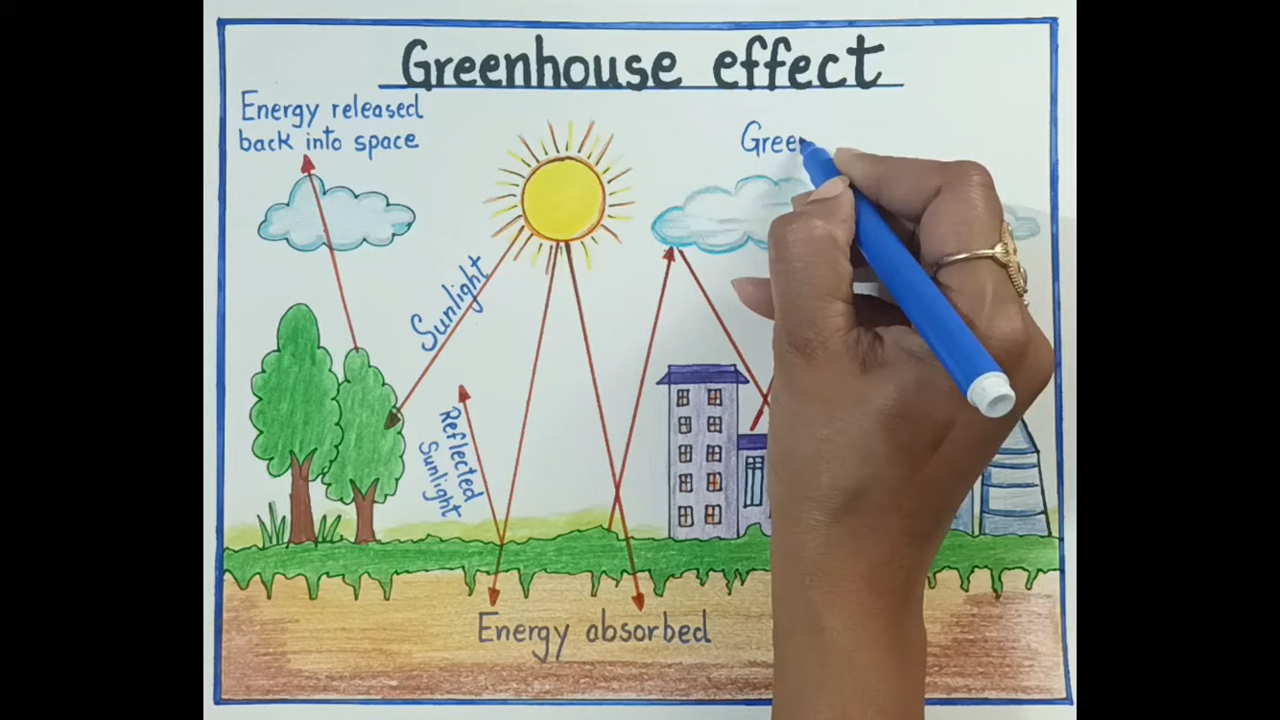 Greenhouse effect
Energy released
back into space
Gree
Sunlight
Reflected
Sunlight
Energy absorbed